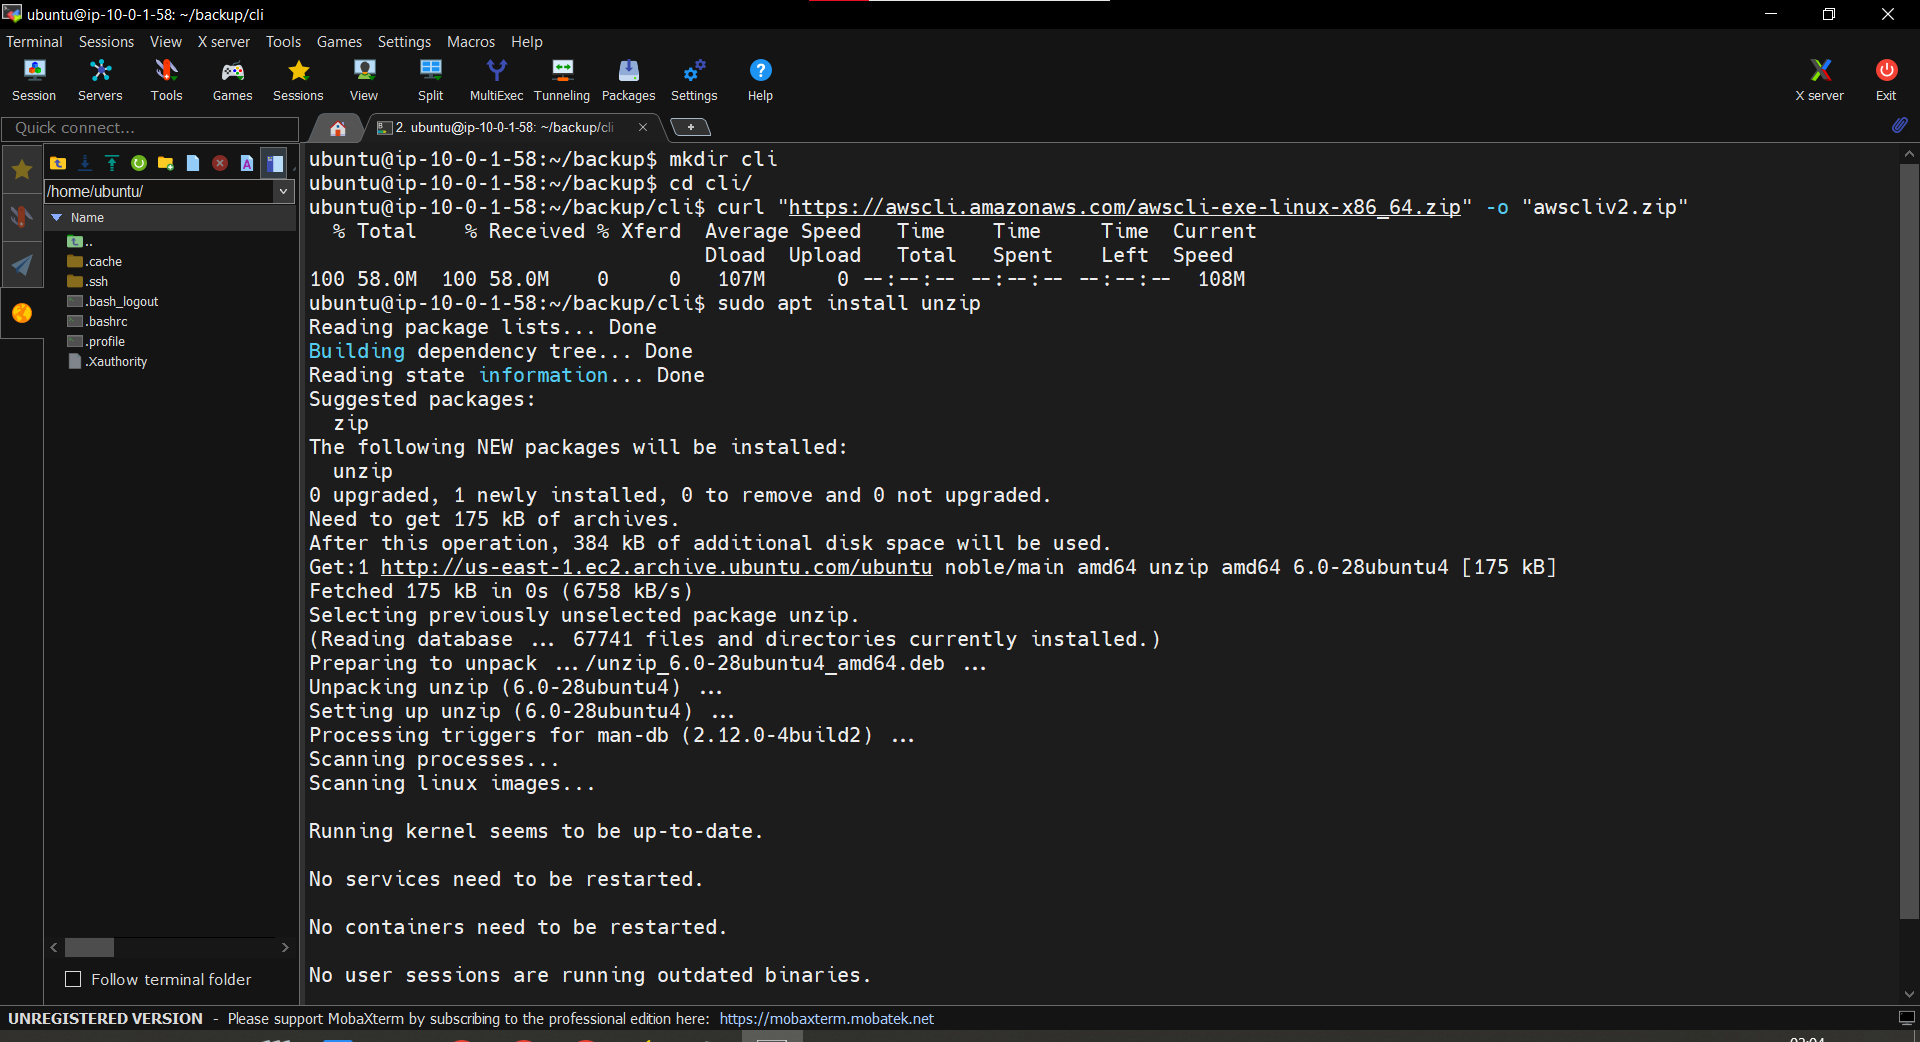 ubuntu@ip-10-0-1-58: ~/backup/cli
Terminal Sessions View X server Tools Games Settings Macros Help
Session Servers Tools Games Sessions View Split MultiExec Tunneling Packages Settings Help X server Exit
Quick connect...
2. ubuntu@ip-10-0-1-58: ~/backup/cli
/home/ubuntu/
Name
..
.cache
.ssh
.bash_logout
.bashrc
.profile
.Xauthority
Follow terminal folder
ubuntu@ip-10-0-1-58:~/backup$ mkdir cli
ubuntu@ip-10-0-1-58:~/backup$ cd cli/
ubuntu@ip-10-0-1-58:~/backup/cli$ curl "https://awscli.amazonaws.com/awscli-exe-linux-x86_64.zip" -o "awscliv2.zip"
  % Total    % Received % Xferd  Average Speed   Time    Time     Time  Current
                                 Dload  Upload   Total   Spent    Left  Speed
100 58.0M  100 58.0M    0     0   107M      0 --:--:-- --:--:-- --:--:--  108M
ubuntu@ip-10-0-1-58:~/backup/cli$ sudo apt install unzip
Reading package lists... Done
Building dependency tree... Done
Reading state information... Done
Suggested packages:
  zip
The following NEW packages will be installed:
  unzip
0 upgraded, 1 newly installed, 0 to remove and 0 not upgraded.
Need to get 175 kB of archives.
After this operation, 384 kB of additional disk space will be used.
Get:1 http://us-east-1.ec2.archive.ubuntu.com/ubuntu noble/main amd64 unzip amd64 6.0-28ubuntu4 [175 kB]
Fetched 175 kB in 0s (6758 kB/s)
Selecting previously unselected package unzip.
(Reading database ... 67741 files and directories currently installed.)
Preparing to unpack .../unzip_6.0-28ubuntu4_amd64.deb ...
Unpacking unzip (6.0-28ubuntu4) ...
Setting up unzip (6.0-28ubuntu4) ...
Processing triggers for man-db (2.12.0-4build2) ...
Scanning processes...
Scanning linux images...
Running kernel seems to be up-to-date.
No services need to be restarted.
No containers need to be restarted.
No user sessions are running outdated binaries.
UNREGISTERED VERSION - Please support MobaXterm by subscribing to the professional edition here: https://mobaxterm.mobatek.net